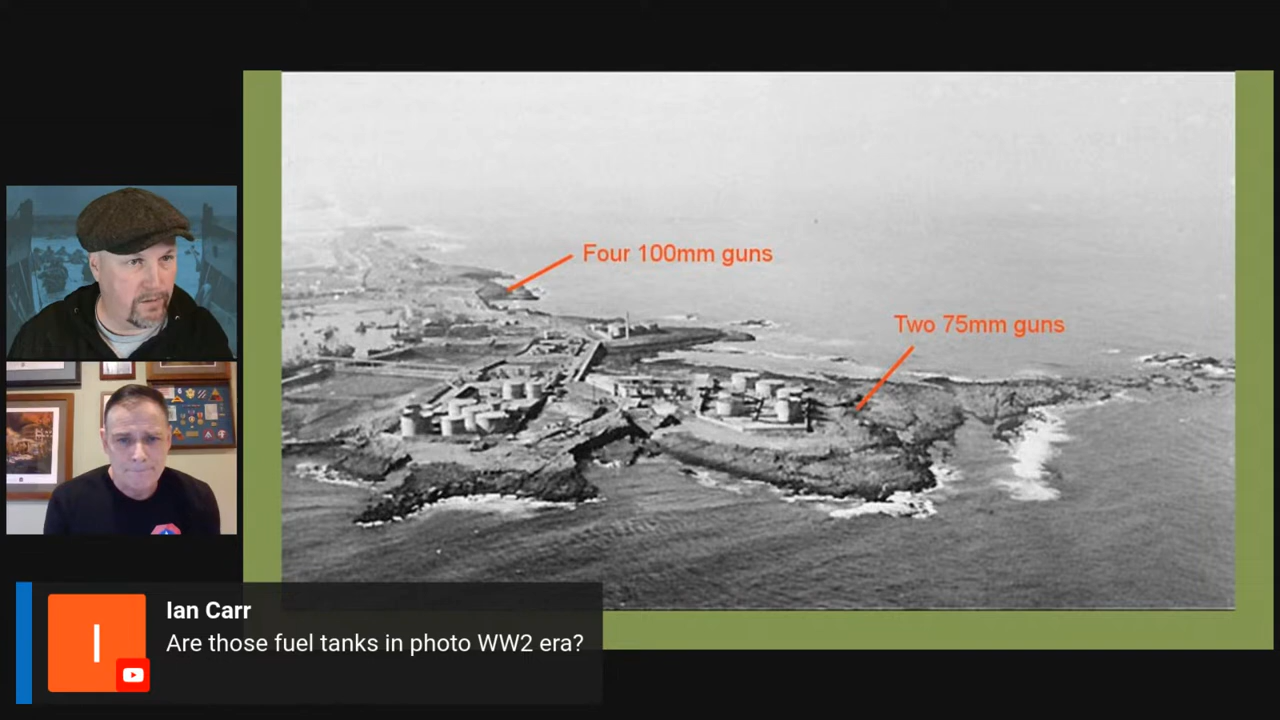 Four 100mm guns
Two 75mm guns
I
Ian Carr
Are those fuel tanks in photo WW2 era?